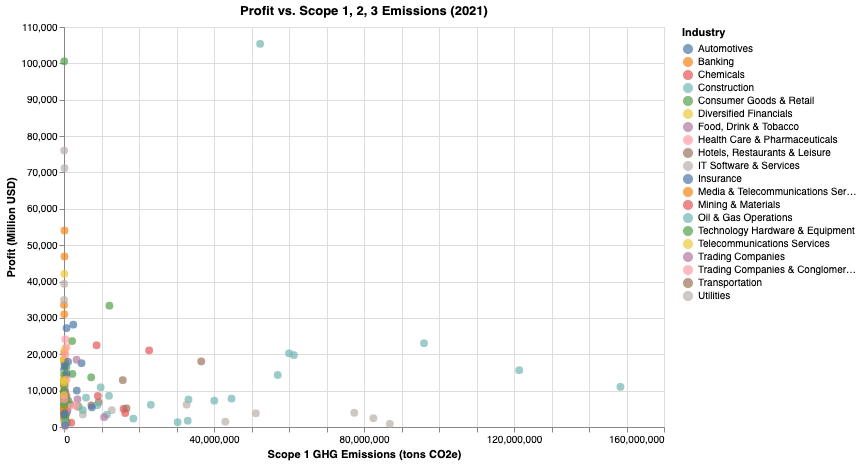 Profit vs. Scope 1, 2, 3 Emissions (2021)
110,000
100,000
90,000
80,000
70,000
60,000
50,000
40,000
30,000
20,000
10,000
0
Profit (Million USD)
0
40,000,000
80,000,000
120,000,000
160,000,000
Scope 1 GHG Emissions (tons CO2e)
Industry
Automotives
Banking
Chemicals
Construction
Consumer Goods & Retail
Diversified Financials
Food, Drink & Tobacco
Health Care & Pharmaceuticals
Hotels, Restaurants & Leisure
IT Software & Services
Insurance
Media & Telecommunications Ser…
Mining & Materials
Oil & Gas Operations
Technology Hardware & Equipment
Telecommunications Services
Trading Companies
Trading Companies & Conglomer…
Transportation
Utilities